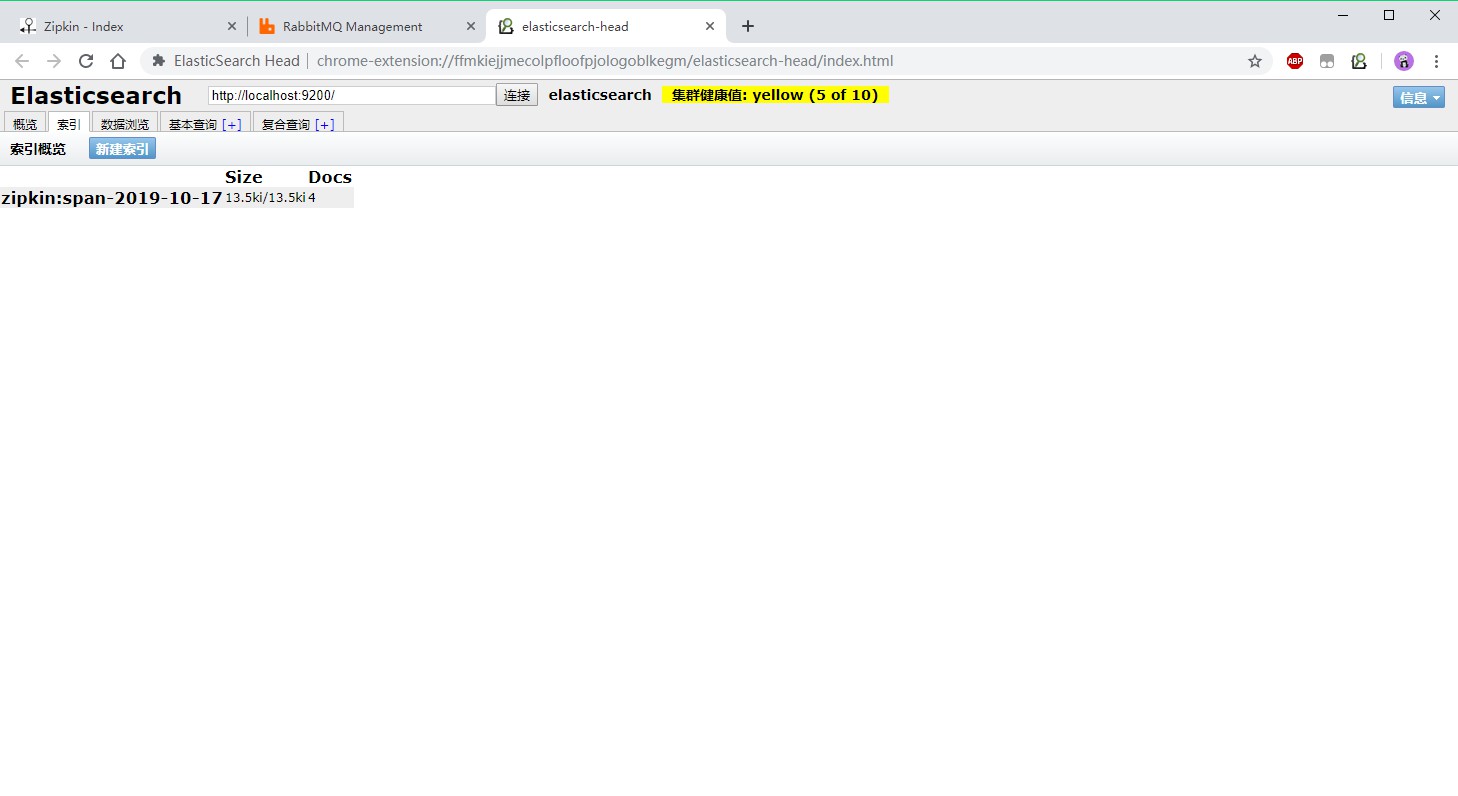 Zipkin - Index
RabbitMQ Management
elasticsearch-head
ElasticSearch Head chrome-extension://ffmkiejjmecolpfloofpjologoblkegm/elasticsearch-head/index.html
ABP
Elasticsearch http://localhost:9200/ 连接 elasticsearch 集群健康值: yellow (5 of 10) 信息
概览 索引 数据浏览 基本查询 [+] 复合查询 [+]
索引概览 新建索引
Size Docs
zipkin:span-2019-10-17 13.5ki/13.5ki 4